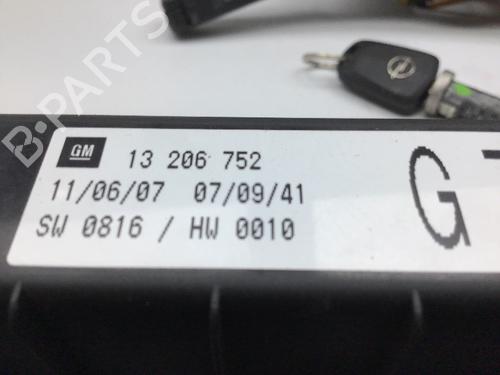 B-PARTS
GM 13 206 752
11/06/07 07/09/41
SW 0816 / HW 0010
G